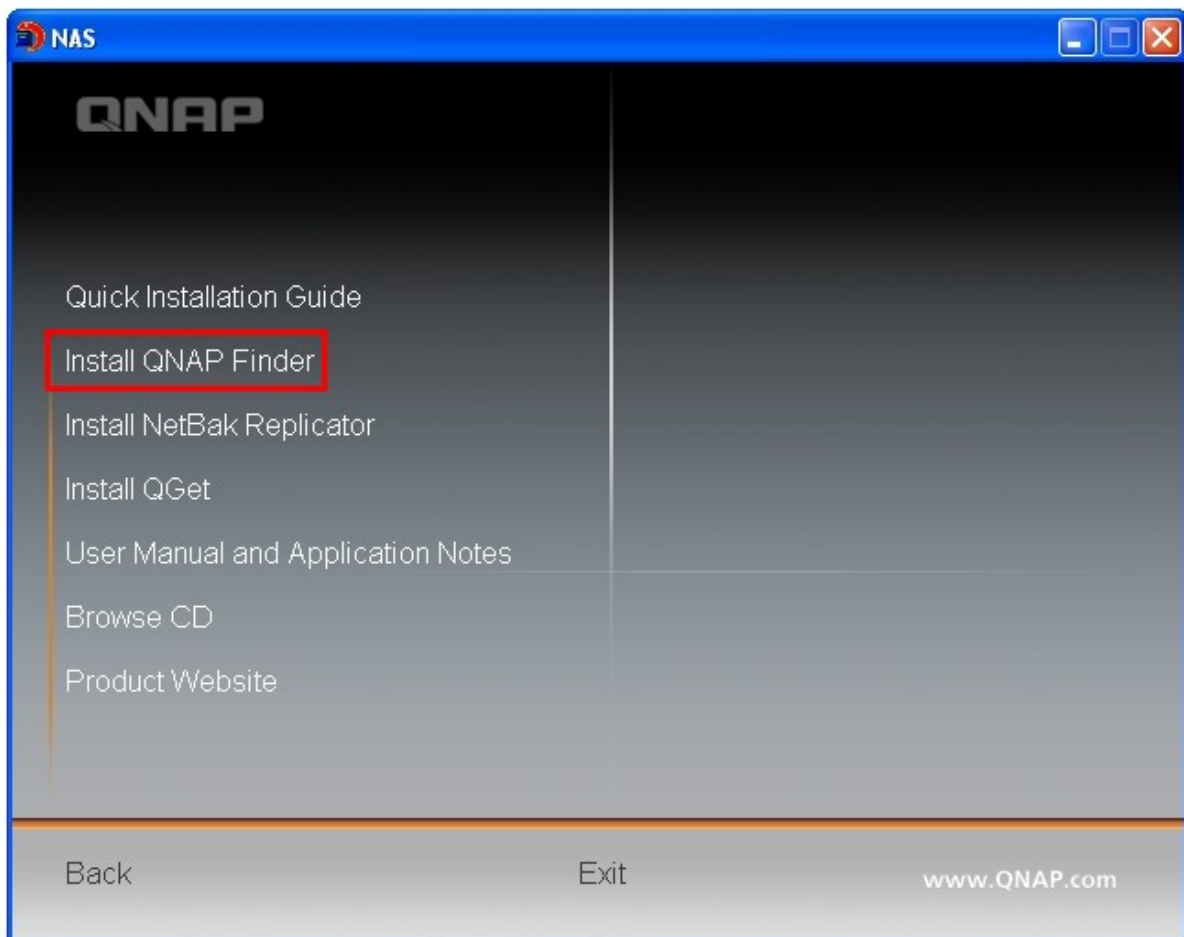 NAS
QNAP
Quick Installation Guide
Install QNAP Finder
Install NetBak Replicator
Install QGet
User Manual and Application Notes
Browse CD
Product Website
Back Exit www.QNAP.com